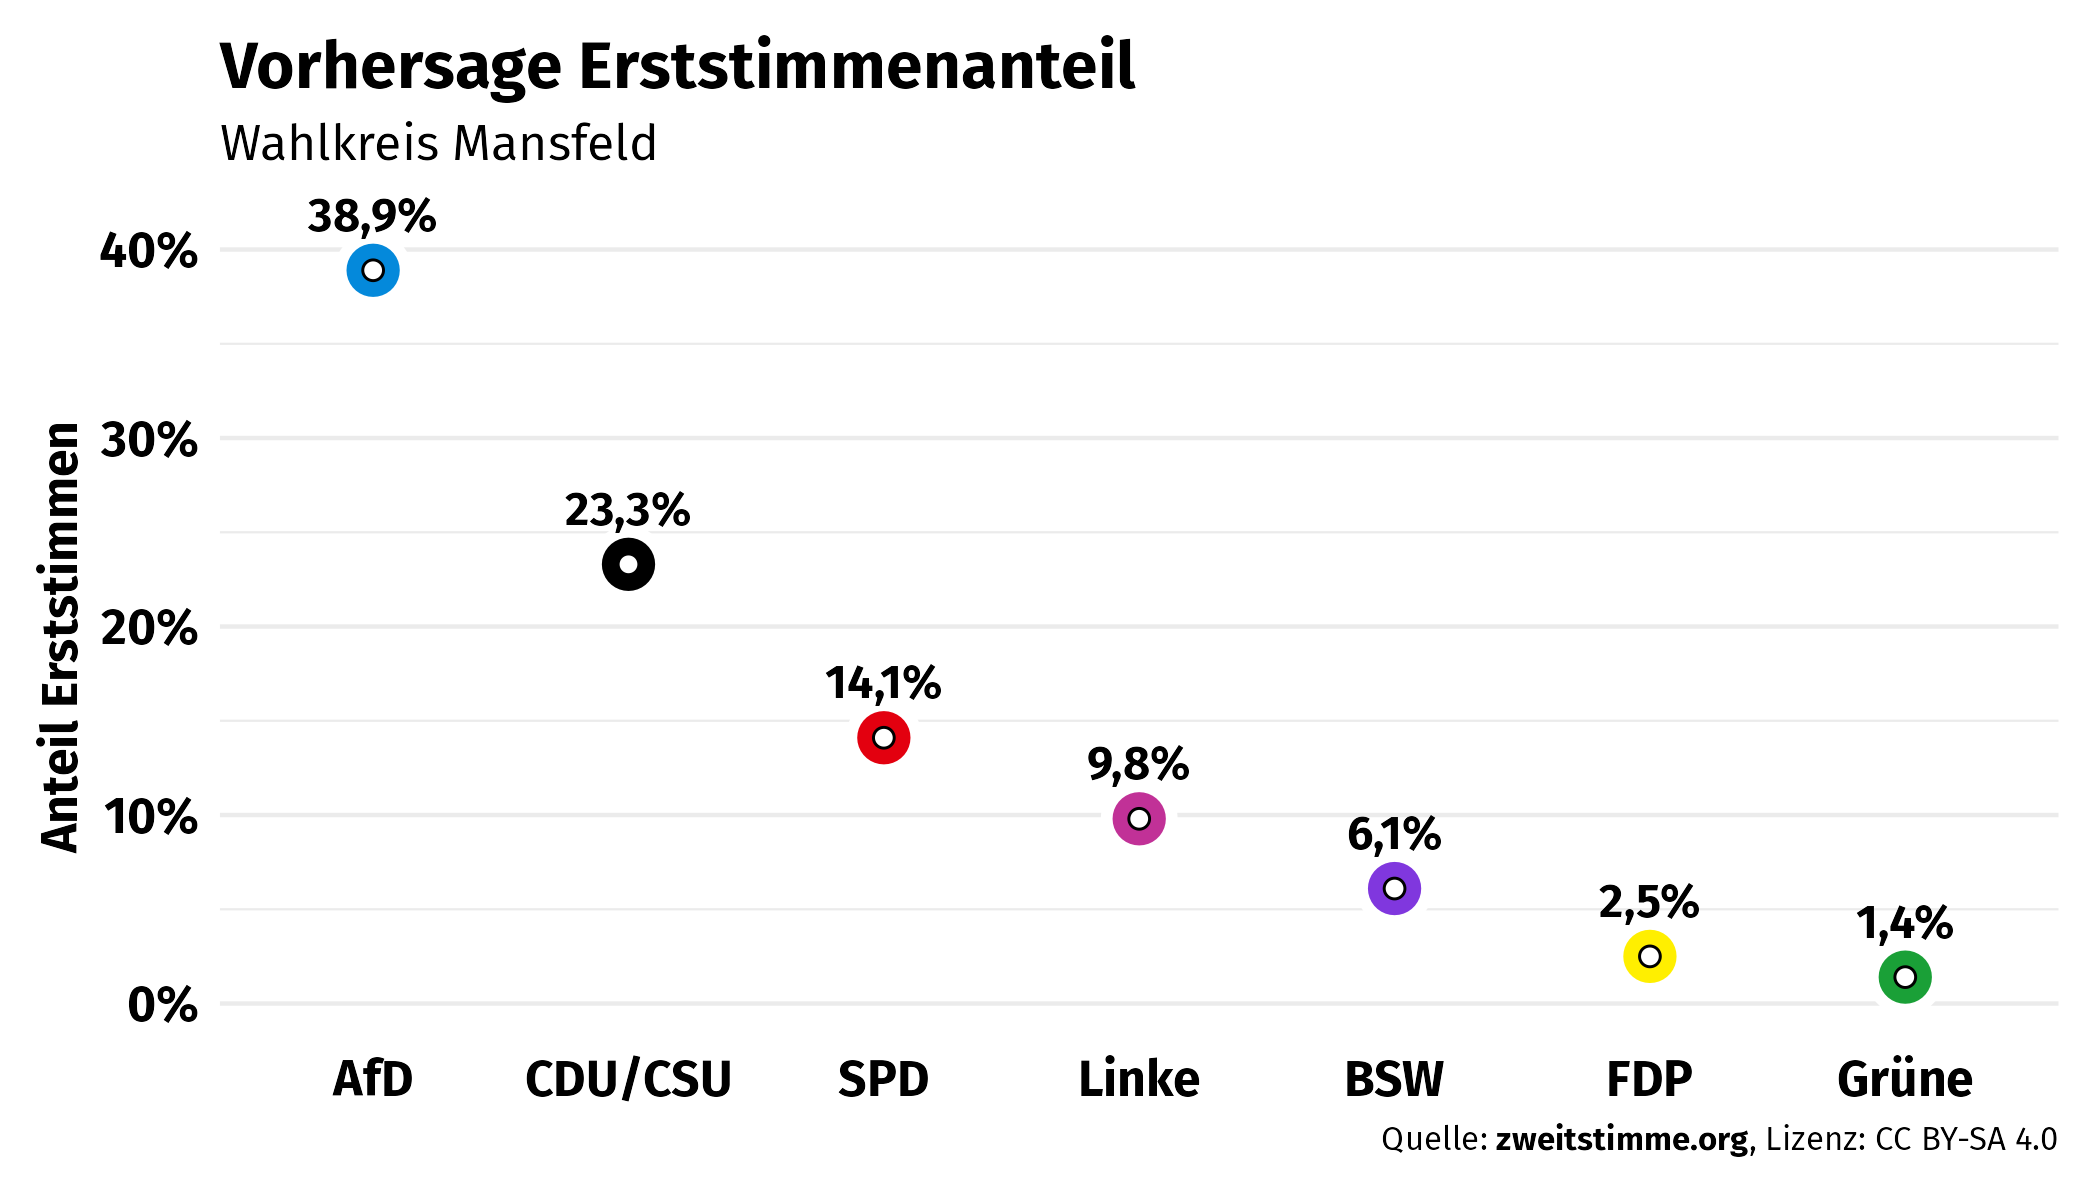 Vorhersage Erststimmenanteil
Wahlkreis Mansfeld
Anteil Erststimmen
40%
30%
20%
10%
0%
38,9%
23,3%
14,1%
9,8%
6,1%
2,5%
1,4%
AfD CDU/CSU SPD Linke BSW FDP Grüne
Quelle: zweitstimme.org, Lizenz: CC BY-SA 4.0